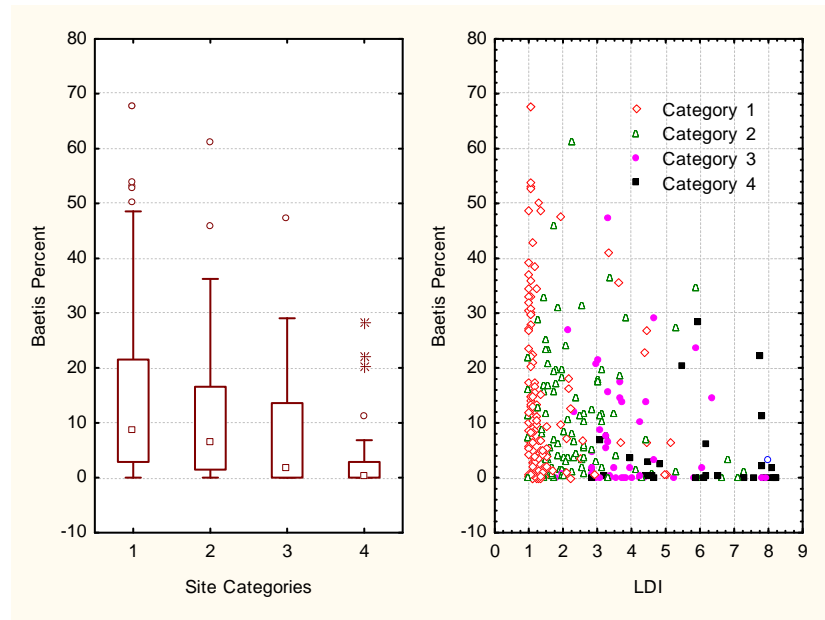 80
70
60
50
40
30
20
10
0
-10
1 2 3 4
Baetis Percent
Site Categories
80
70
60
50
40
30
20
10
0
-10
0 1 2 3 4 5 6 7 8 9
Baetis Percent
LDI
Category 1
Category 2
Category 3
Category 4